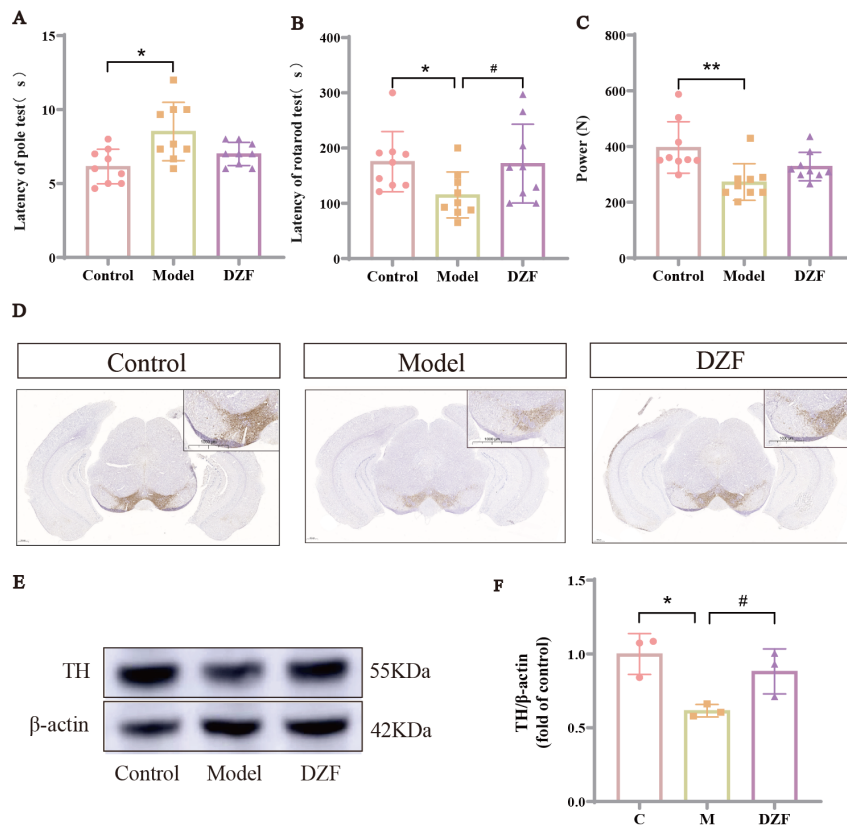 A
Latency of pole test( s)
15
10
5
0
*
Control
Model
DZF
B
Latency of rotarod test( s)
400
300
200
100
0
*
#
Control
Model
DZF
C
Power (N)
800
600
400
200
0
**
Control
Model
DZF
D
Control
Model
DZF
1000 μm
E
TH
55KDa
β-actin
42KDa
Control
Model
DZF
F
TH/β-actin
(fold of control)
1.5
1.0
0.5
0.0
*
#
C
M
DZF